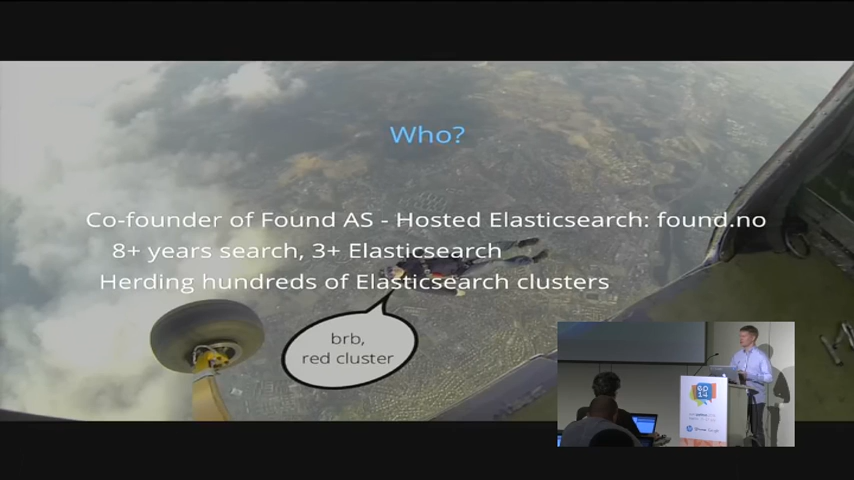 Who?
Co-founder of Found AS - Hosted Elasticsearch: found.no
8+ years search, 3+ Elasticsearch
Herding hundreds of Elasticsearch clusters
brb,
red cluster